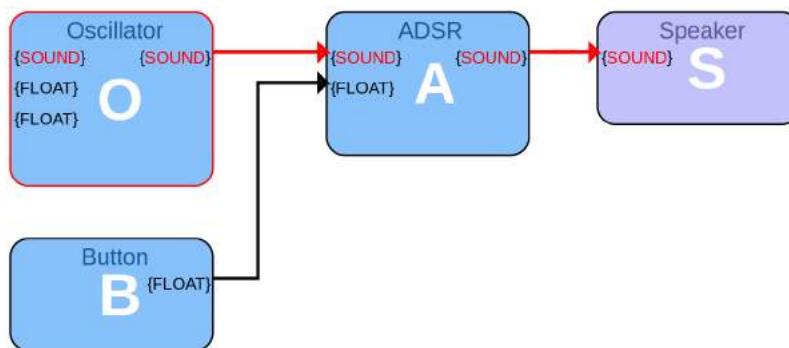 Oscillator
{SOUND} {SOUND}
{FLOAT}
{FLOAT}
O
ADSR
{SOUND} {SOUND}
{FLOAT}
A
Speaker
{SOUND}
S
Button
{FLOAT}
B